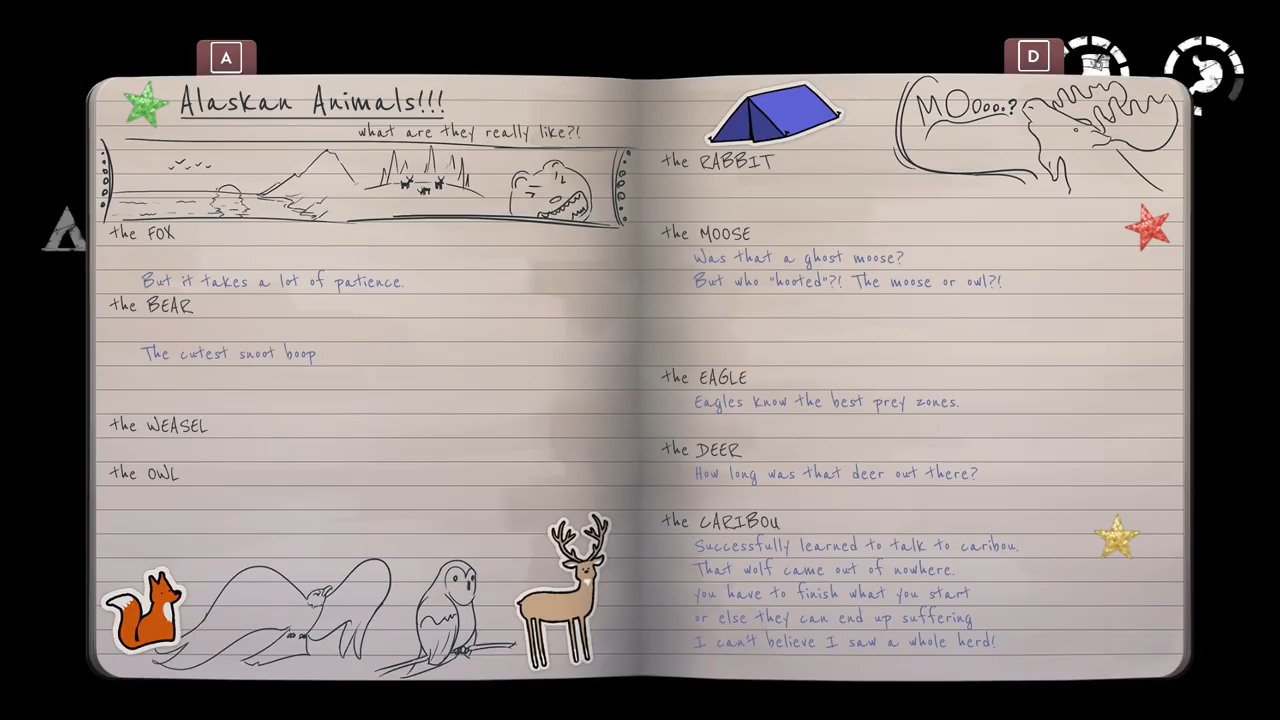 A
D
Alaskan Animals!!!
what are they really like?!
the FOX
But it takes a lot of patience.
the BEAR
The cutest snoot boop
the WEASEL
the OWL
MOoooo.?
the RABBIT
the MOOSE
Was that a ghost moose?
But who "hooted"?! The moose or owl?!
the EAGLE
Eagles know the best prey zones.
the DEER
How long was that deer out there?
the CARIBOU
Successfully learned to talk to caribou.
That wolf came out of nowhere.
you have to finish what you start
or else they can end up suffering
I can't believe I saw a whole herd!